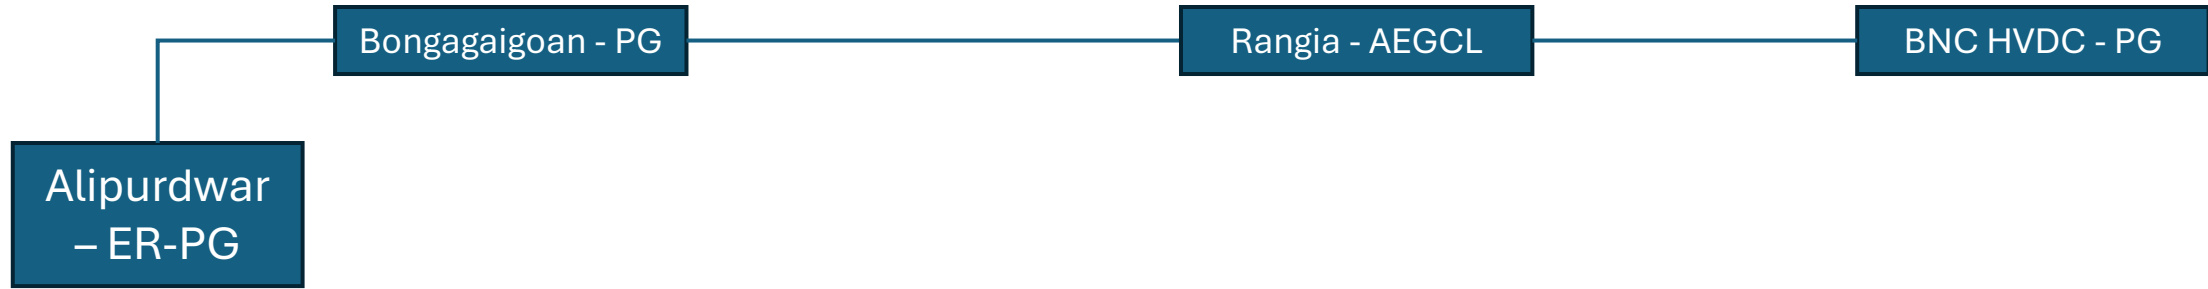 Bongagaigoan - PG
Rangia - AEGCL
BNC HVDC - PG
Alipurdwar
– ER-PG